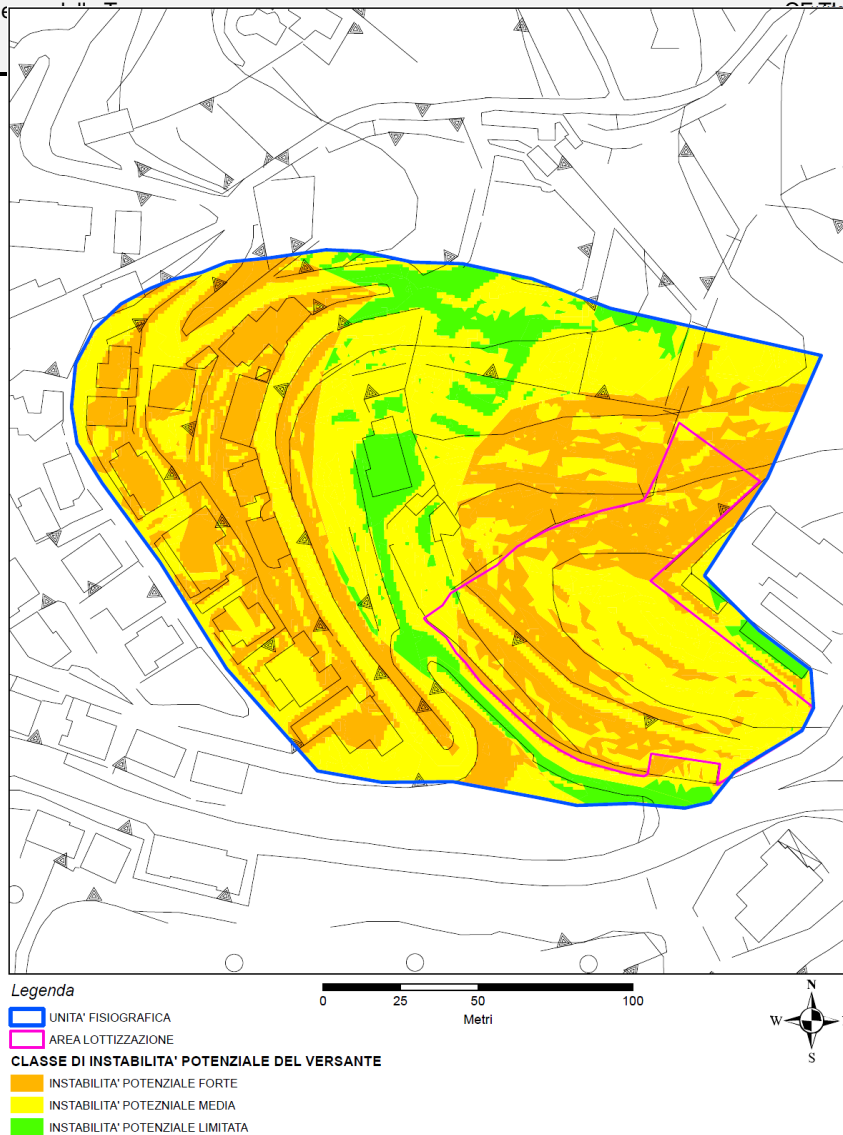 Legenda
0 25 50 100
Metri
UNITA' FISIOGRAFICA
AREA LOTTIZZAZIONE
CLASSE DI INSTABILITA' POTENZIALE DEL VERSANTE
INSTABILITA' POTENZIALE FORTE
INSTABILITA' POTEZNIALE MEDIA
INSTABILITA' POTENZIALE LIMITATA
N
W
S